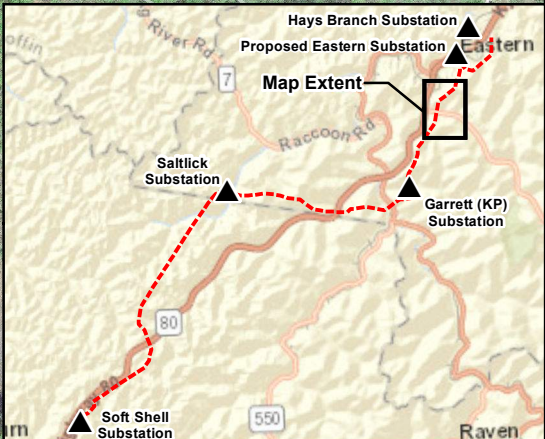 Hays Branch Substation
Proposed Eastern Substation
Eastern
Map Extent
River Rd
7
Raccoon Rd
Saltlick
Substation
Garrett (KP)
Substation
80
80
Soft Shell
Substation
550
Raven